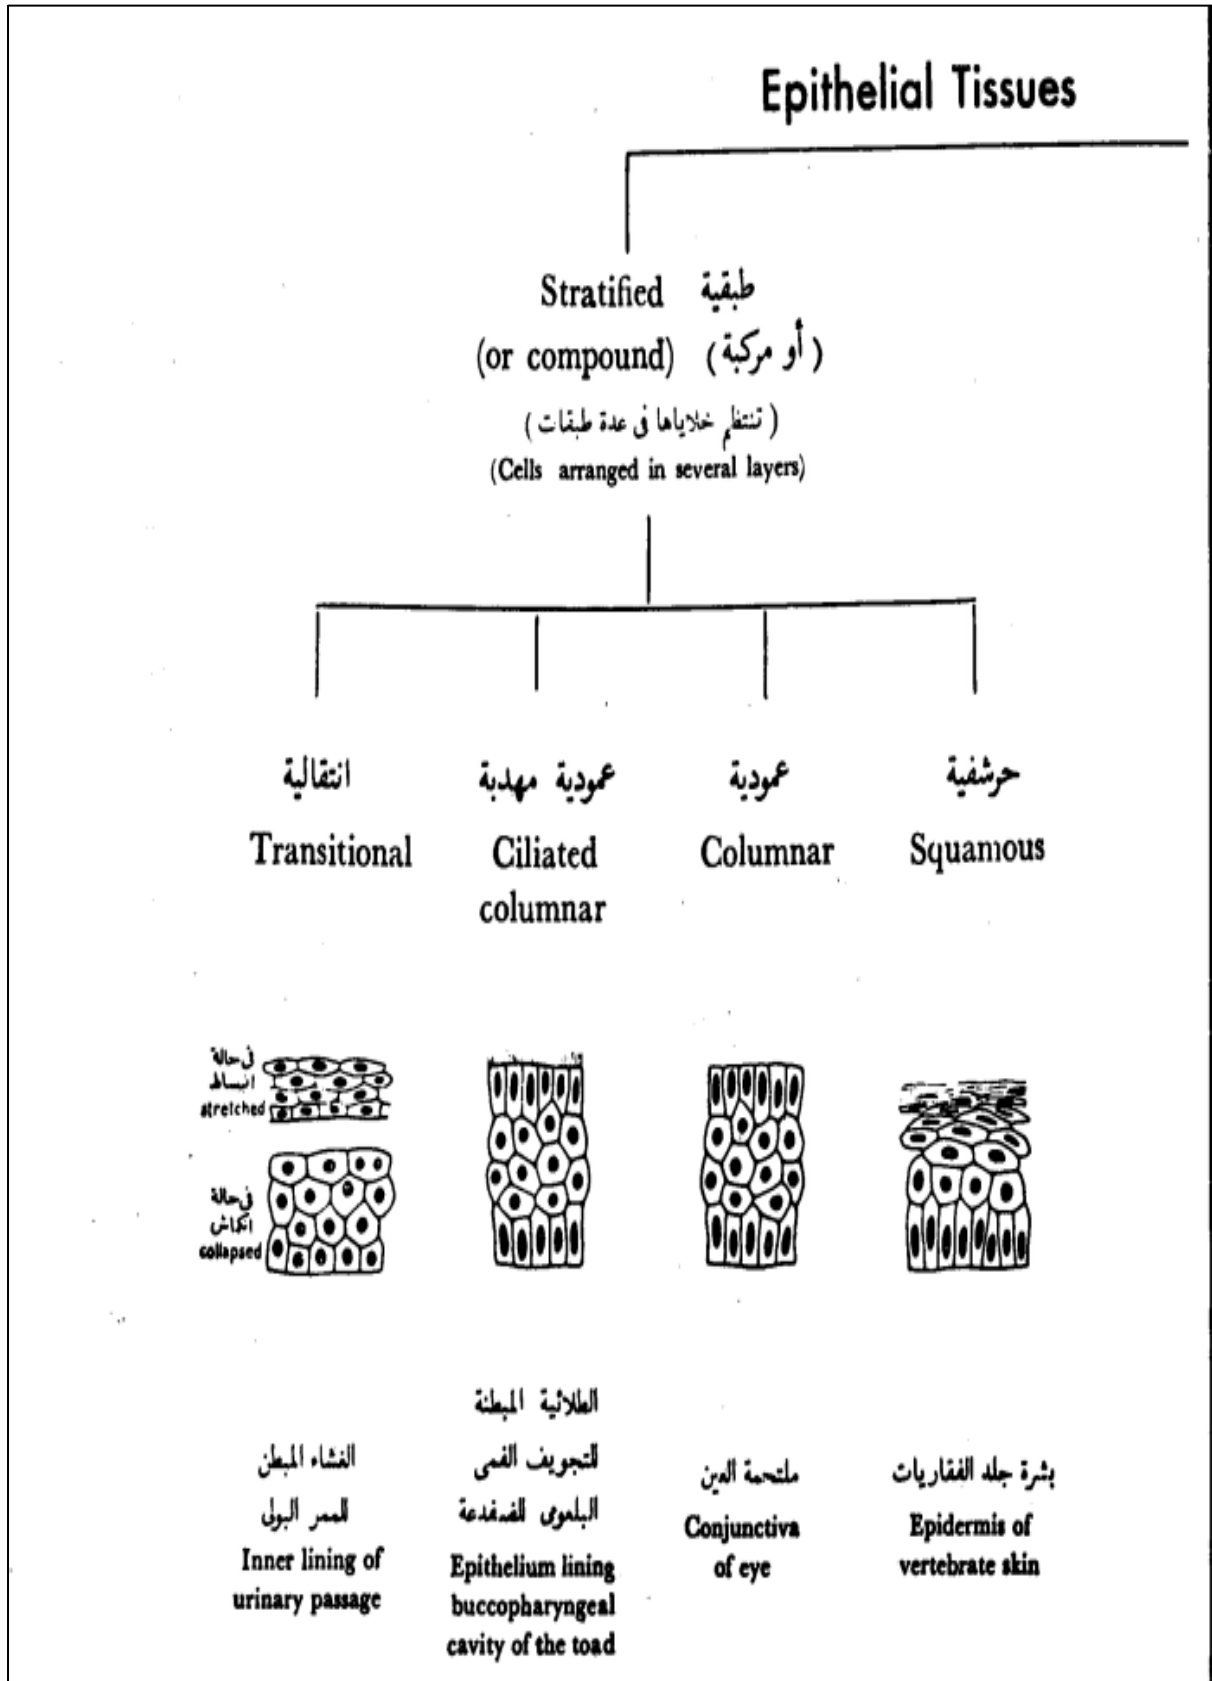 Epithelial Tissues
Stratified طبقية
(or compound) (أو مركبة)
(تنتظم خلاياها فى عدة طبقات)
(Cells arranged in several layers)
انتقالية
Transitional
عمودية مهدبة
Ciliated
columnar
عمودية
Columnar
حرشفية
Squamous
فى حالة
انبساط
stretched
فى حالة
انكماش
collapsed
الغشاء المبطن
للممر البولى
Inner lining of
urinary passage
الطلائية المبطنة
للتجويف الفمى
البلعومى للضفدعة
Epithelium lining
buccopharyngeal
cavity of the toad
ملتحمة العين
Conjunctiva
of eye
بشرة جلد الفقاريات
Epidermis of
vertebrate skin